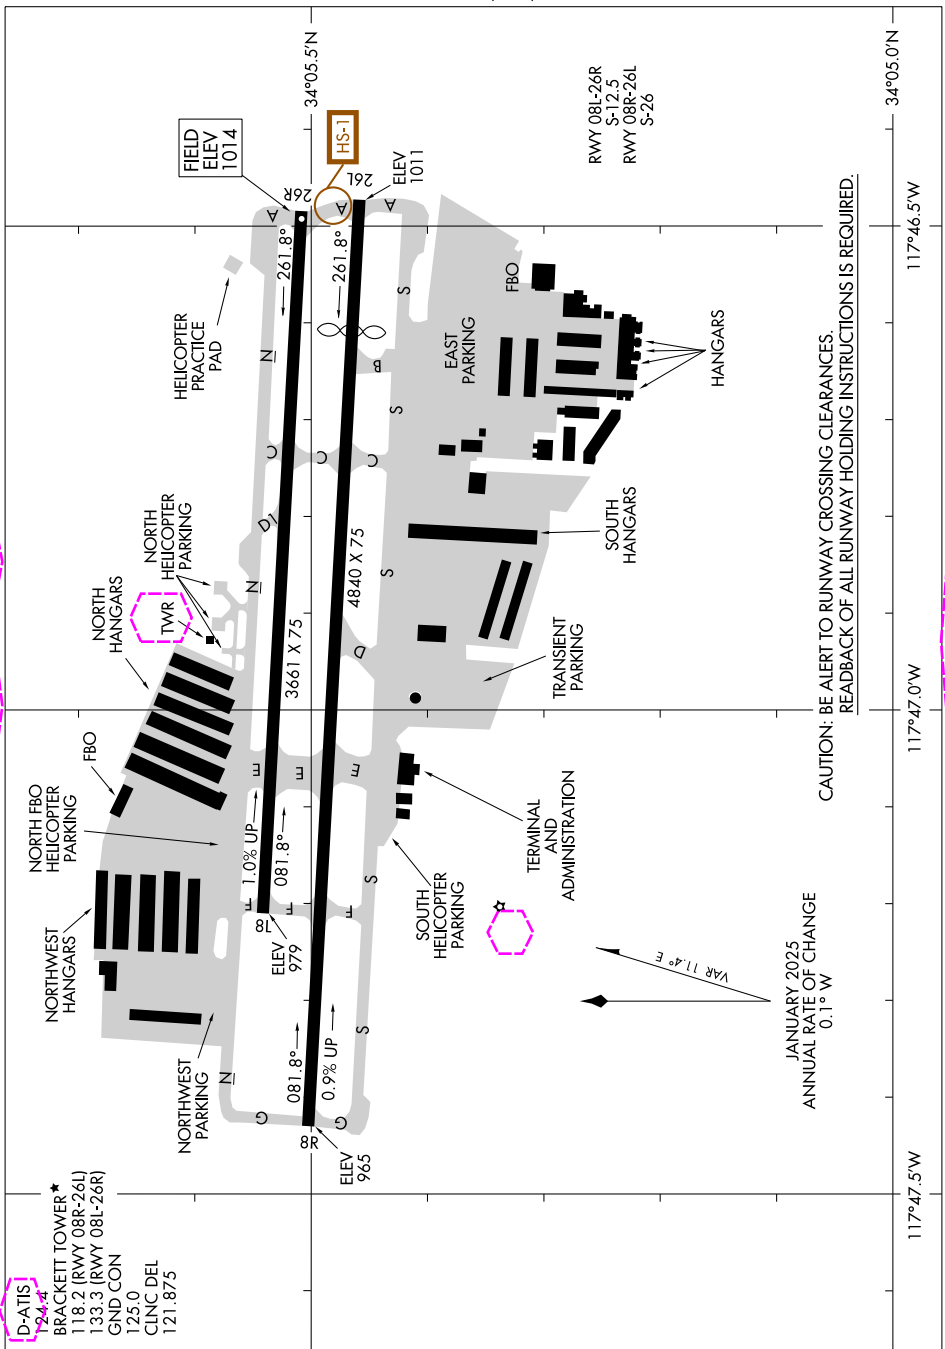 D-ATIS
124.4
BRACKETT TOWER★
118.2 (RWY 08R-26L)
133.3 (RWY 08L-26R)
GND CON
125.0
CLNC DEL
121.875
NORTHWEST
HANGARS
NORTHWEST
PARKING
NORTH FBO
HELICOPTER
PARKING
FBO
NORTH
HANGARS
TWR
NORTH
HELICOPTER
PARKING
HELICOPTER
PRACTICE
PAD
FIELD
ELEV
1014
HS-1
34°05.5'N
34°05.0'N
N
N
N
G
G
F
F
F
E
E
E
D
D1
C
C
C
B
A
A
A
S
S
S
S
S
8R
8L
26R
26L
ELEV
965
ELEV
979
ELEV
1011
081.8°
0.9% UP
1.0% UP
081.8°
261.8°
261.8°
3661 X 75
4840 X 75
SOUTH
HELICOPTER
PARKING
TERMINAL
AND
ADMINISTRATION
TRANSIENT
PARKING
SOUTH
HANGARS
EAST
PARKING
FBO
HANGARS
RWY 08L-26R
S-12.5
RWY 08R-26L
S-26
VAR 11.4° E
JANUARY 2025
ANNUAL RATE OF CHANGE
0.1° W
CAUTION: BE ALERT TO RUNWAY CROSSING CLEARANCES.
READBACK OF ALL RUNWAY HOLDING INSTRUCTIONS IS REQUIRED.
117°47.5'W
117°47.0'W
117°46.5'W